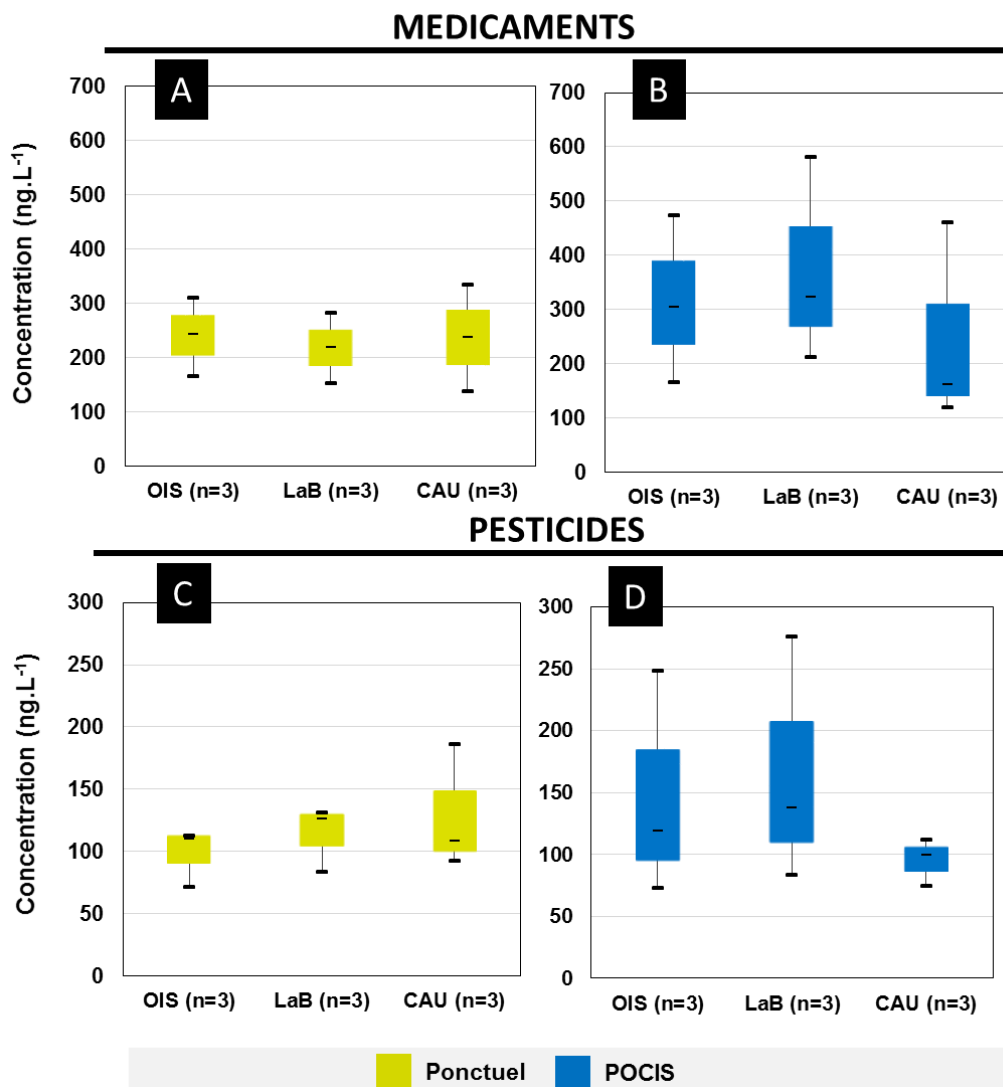 MEDICAMENTS
A
B
Concentration (ng.L-1)
700
600
500
400
300
200
100
0
OIS (n=3) LaB (n=3) CAU (n=3)
700
600
500
400
300
200
100
0
OIS (n=3) LaB (n=3) CAU (n=3)
PESTICIDES
C
D
Concentration (ng.L-1)
300
250
200
150
100
50
0
OIS (n=3) LaB (n=3) CAU (n=3)
300
250
200
150
100
50
0
OIS (n=3) LaB (n=3) CAU (n=3)
Ponctuel POCIS